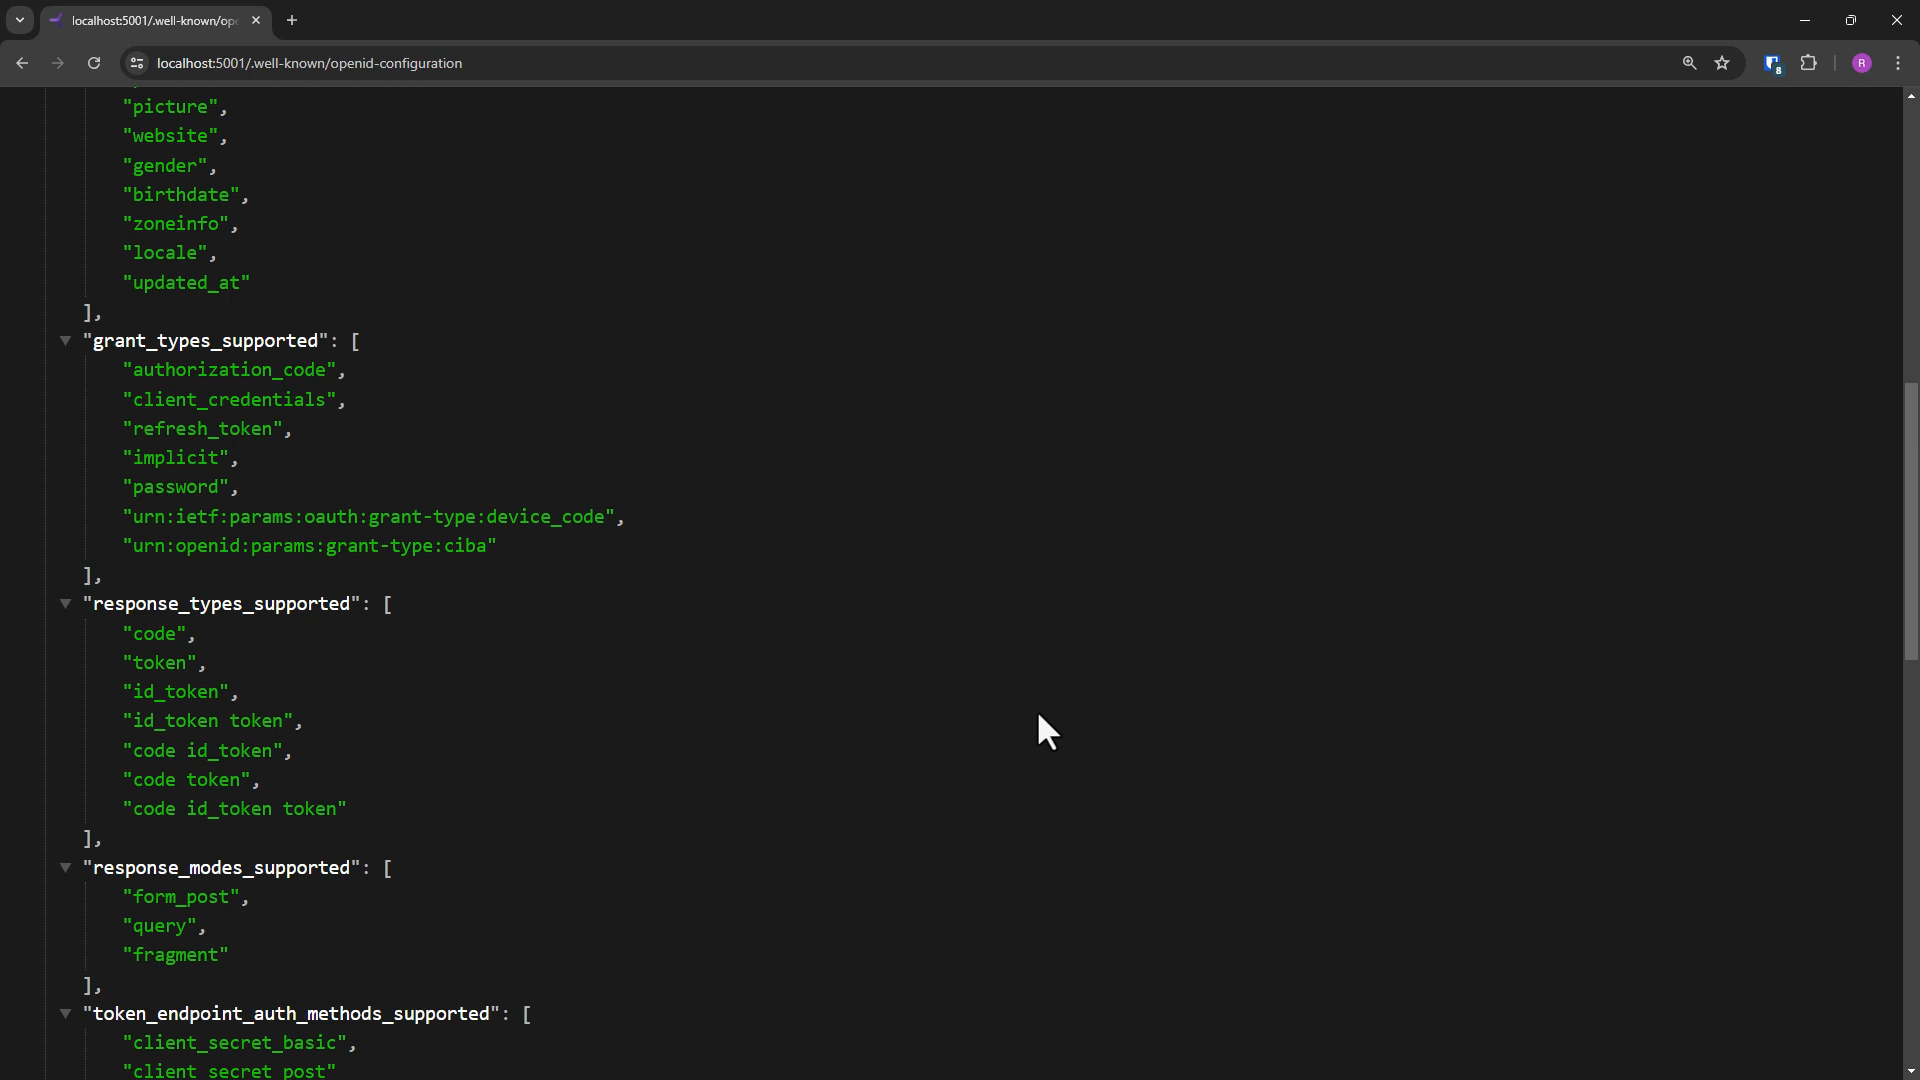 localhost:5001/.well-known/ope
localhost:5001/.well-known/openid-configuration
8
R
"picture",
"website",
"gender",
"birthdate",
"zoneinfo",
"locale",
"updated_at"
],
"grant_types_supported": [
"authorization_code",
"client_credentials",
"refresh_token",
"implicit",
"password",
"urn:ietf:params:oauth:grant-type:device_code",
"urn:openid:params:grant-type:ciba"
],
"response_types_supported": [
"code",
"token",
"id_token",
"id_token token",
"code id_token",
"code token",
"code id_token token"
],
"response_modes_supported": [
"form_post",
"query",
"fragment"
],
"token_endpoint_auth_methods_supported": [
"client_secret_basic",
"client_secret_post"